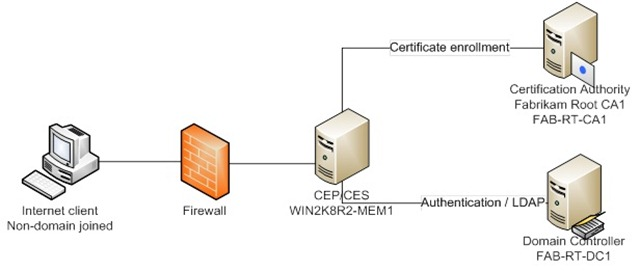 Certificate enrollment
Certification Authority
Fabrikam Root CA1
FAB-RT-CA1
CEP/CES
WIN2K8R2-MEM1
Internet client
Non-domain joined
Firewall
Authentication / LDAP
Domain Controller
FAB-RT-DC1